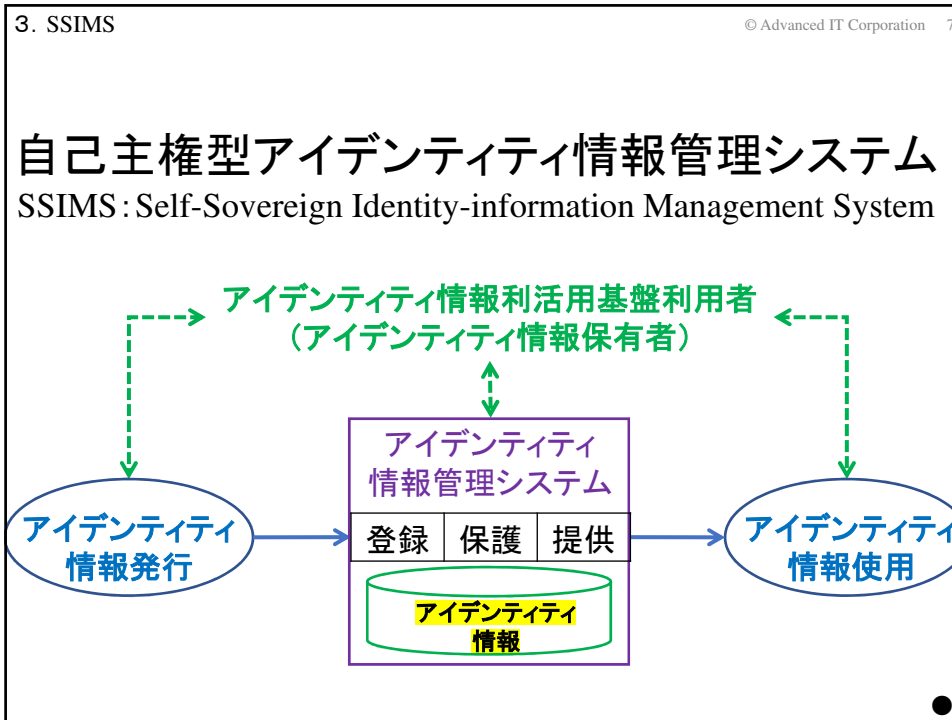 3. SSIMS
© Advanced IT Corporation 7
自己主権型アイデンティティ情報管理システム
SSIMS：Self-Sovereign Identity-information Management System
アイデンティティ情報利活用基盤利用者
（アイデンティティ情報保有者）
アイデンティティ
情報管理システム
アイデンティティ
情報発行
登録 保護 提供
アイデンティティ
情報使用
アイデンティティ
情報